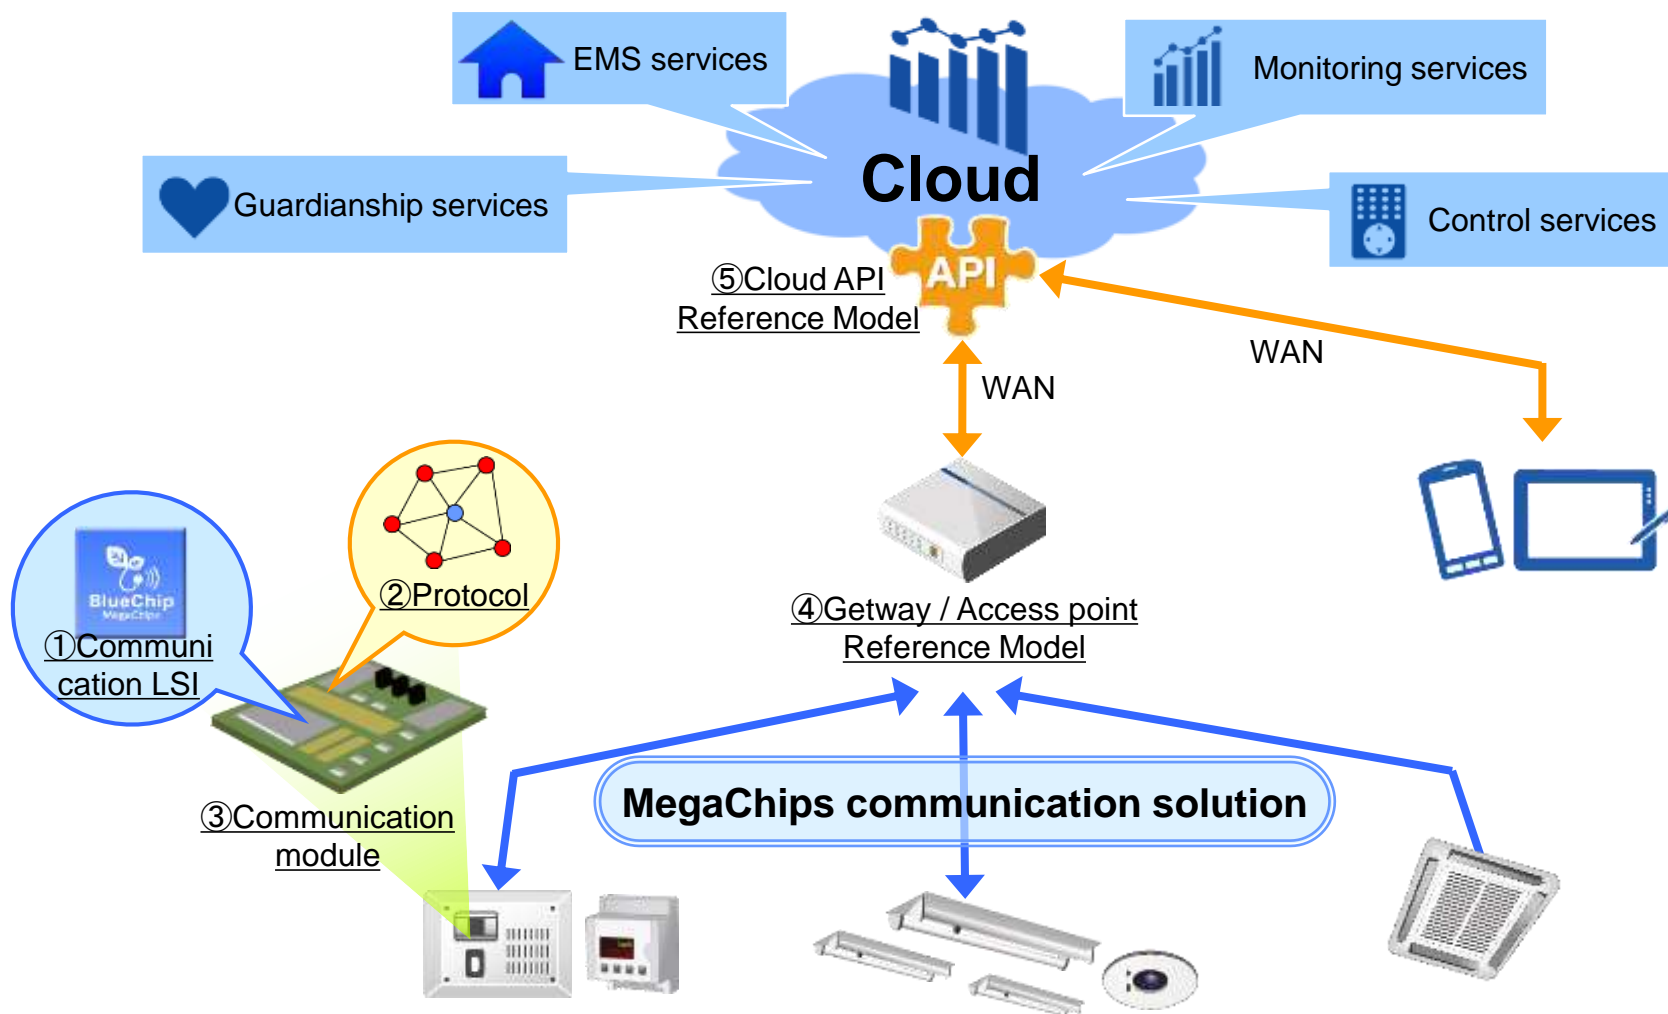 EMS services
Monitoring services
Cloud
Guardianship services
Control services
API
⑤Cloud API
Reference Model
WAN
WAN
②Protocol
BlueChip
MegaChips
①Communi
cation LSI
④Getway / Access point
Reference Model
MegaChips communication solution
③Communication
module